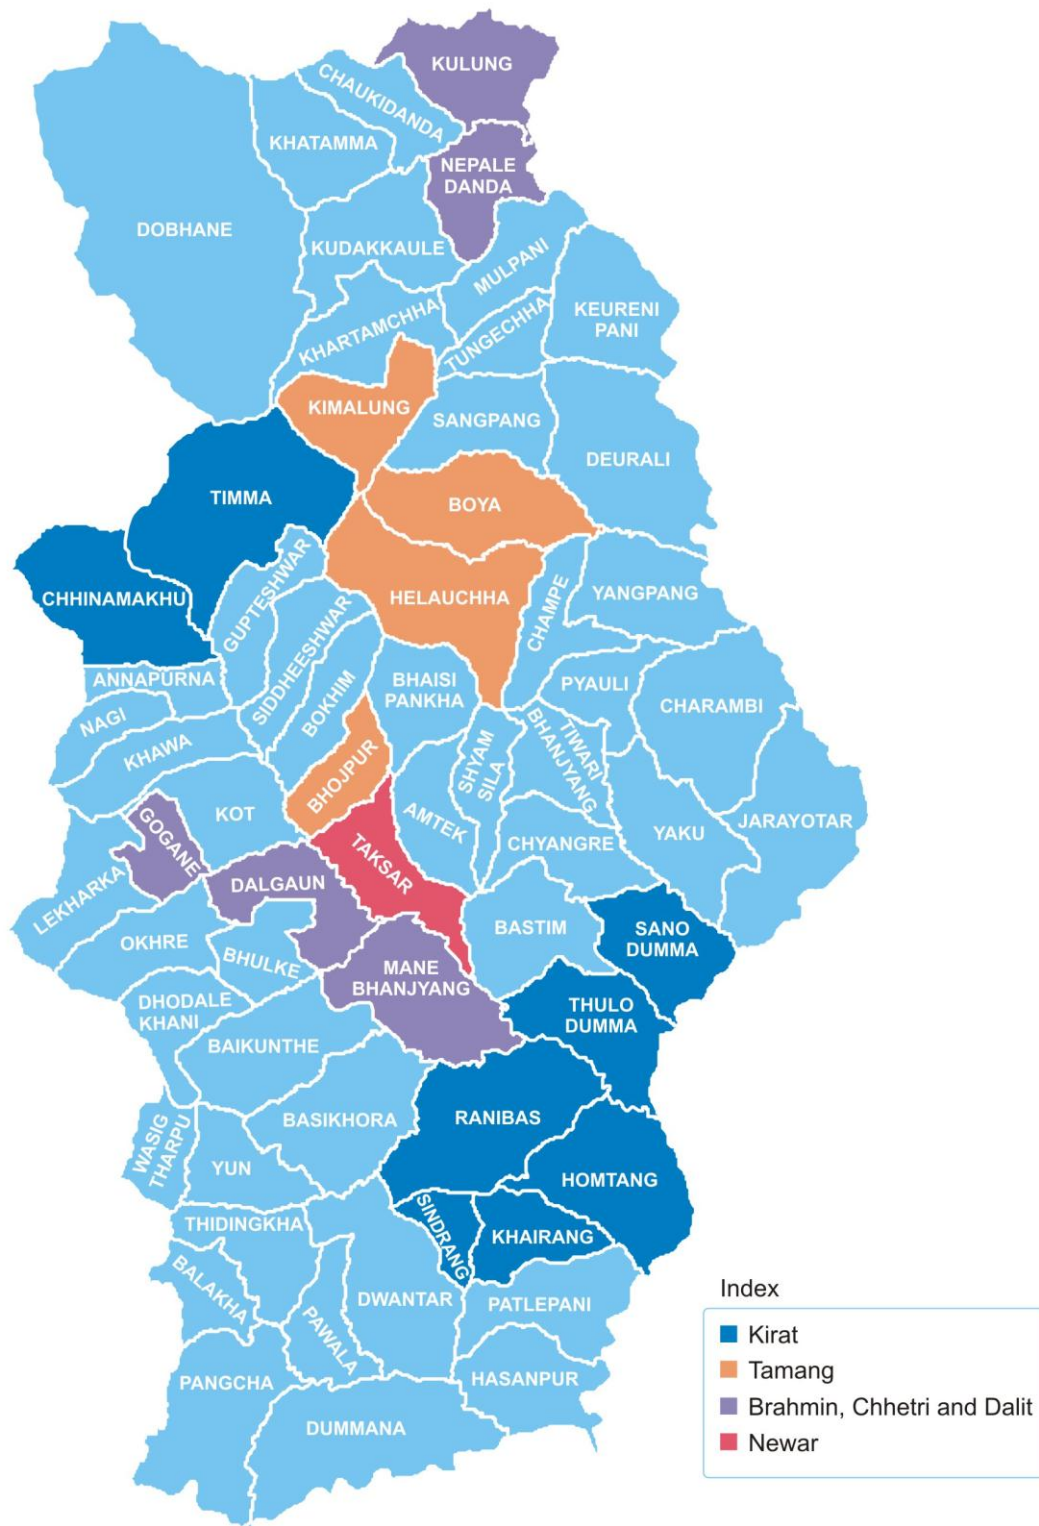 KULUNG
CHAUKIDANDA
KHATAMMA
NEPALE
DANDA
DOBHANE
KUDAKKAULE
MULPANI
KHARTAMCHHA
TUNGECHHA
KEURENI
PANI
KIMALUNG
SANGPANG
DEURALI
TIMMA
BOYA
CHHINAMAKHU
GUPTESHWAR
HELAUCHHA
CHAMPE
YANGPANG
ANNAPURNA
SIDDHEESHWAR
BOKHIM
BHAISI
PANKHA
PYAULI
CHARAMBI
NAGI
KHAWA
SHYAM
SILA
TIWARI
BHANJYANG
BHOJPUR
KOT
AMTEK
CHYANGRE
YAKU
JARAYOTAR
GOGANE
TAKSAR
LEKHARKA
DALGAUN
BASTIM
SANO
DUMMA
OKHRE
BHULKE
MANE
BHANJYANG
DHODALE
KHANI
THULO
DUMMA
BAIKUNTHE
BASIKHORA
RANIBAS
WASIG
THARPU
YUN
HOMTANG
THIDINGKHA
SINDRANG
KHAIRANG
BALAKHA
PAWALA
DWANTAR
PATLEPANI
PANGCHA
HASANPUR
DUMMANA
Index
Kirat
Tamang
Brahmin, Chhetri and Dalit
Newar